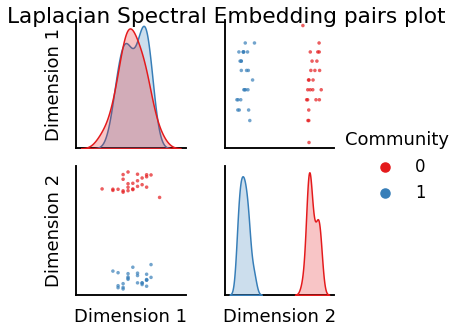 Laplacian Spectral Embedding pairs plot
Dimension 1
Community
0
1
Dimension 2
Dimension 1
Dimension 2